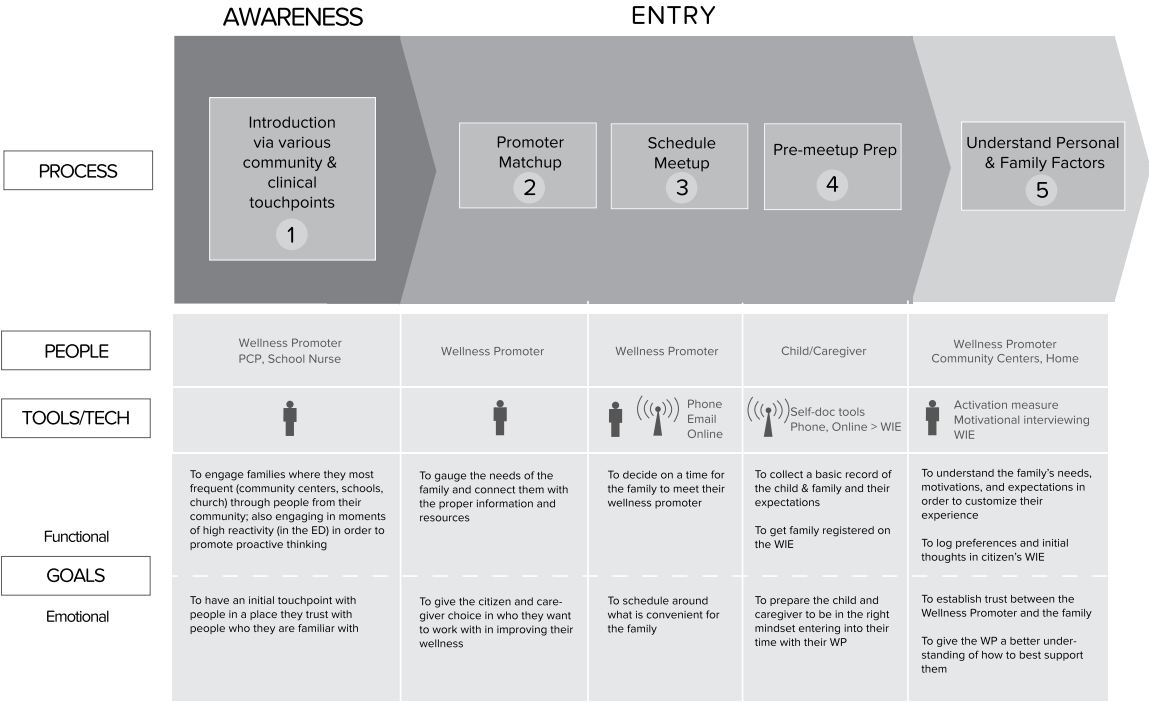 AWARENESS
ENTRY
PROCESS
Introduction
via various
community &
clinical
touchpoints
1
Promoter
Matchup
2
Schedule
Meetup
3
Pre-meetup Prep
4
Understand Personal
& Family Factors
5
PEOPLE
Wellness Promoter
PCP, School Nurse
Wellness Promoter
Wellness Promoter
Child/Caregiver
Wellness Promoter
Community Centers, Home
TOOLS/TECH
Phone
Email
Online
Self-doc tools
Phone, Online > WIE
Activation measure
Motivational interviewing
WIE
Functional
GOALS
Emotional
To engage families where they most
frequent (community centers, schools,
church) through people from their
community; also engaging in moments
of high reactivity (in the ED) in order to
promote proactive thinking
To gauge the needs of the
family and connect them with
the proper information and
resources
To decide on a time for
the family to meet their
wellness promoter
To collect a basic record of
the child & family and their
expectations
To get family registered on
the WIE
To understand the family's needs,
motivations, and expectations in
order to customize their
experience
To log preferences and initial
thoughts in citizen's WIE
To have an initial touchpoint with
people in a place they trust with
people who they are familiar with
To give the citizen and care-
giver choice in who they want
to work with in improving their
wellness
To schedule around
what is convenient for
the family
To prepare the child and
caregiver to be in the right
mindset entering into their
time with their WP
To establish trust between the
Wellness Promoter and the family
To give the WP a better under-
standing of how to best support
them